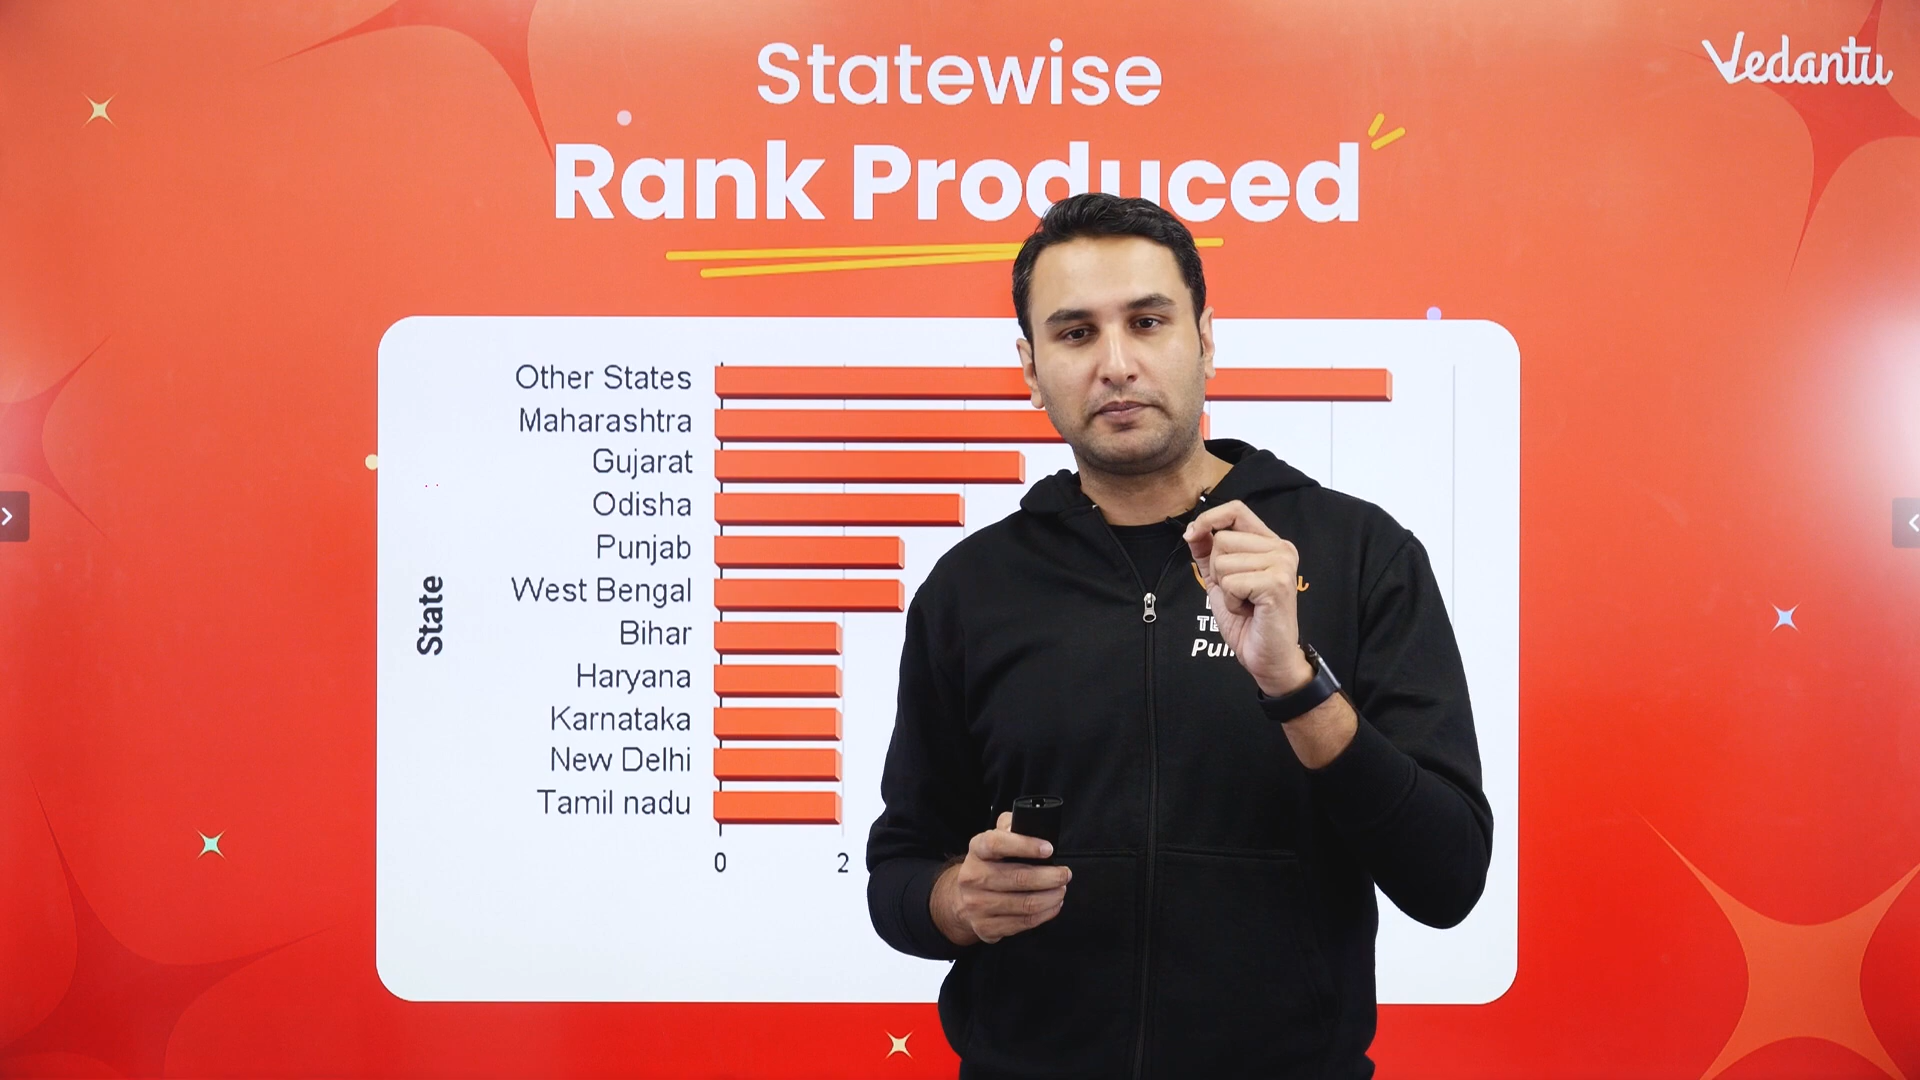 Statewise
Vedantu
Rank Produced
Other States
Maharashtra
Gujarat
Odisha
Punjab
West Bengal
Bihar
Haryana
Karnataka
New Delhi
Tamil nadu
State
0 2